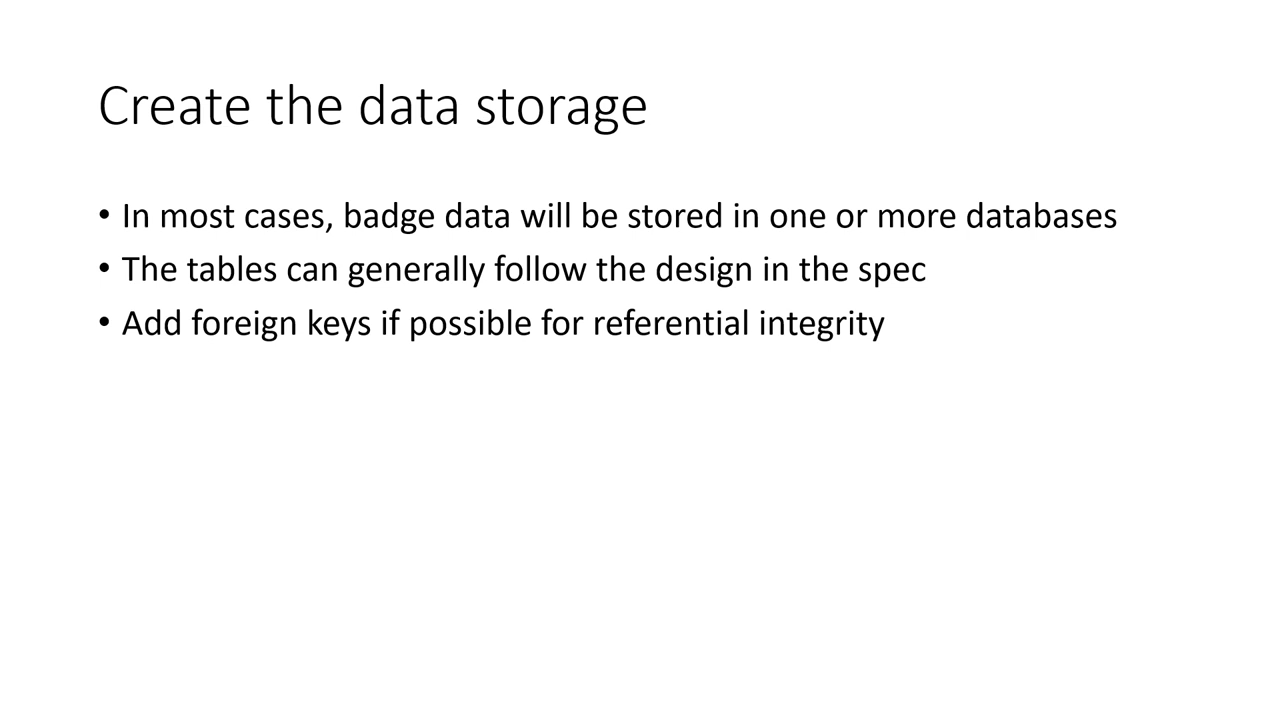 Create the data storage
• In most cases, badge data will be stored in one or more databases
• The tables can generally follow the design in the spec
• Add foreign keys if possible for referential integrity